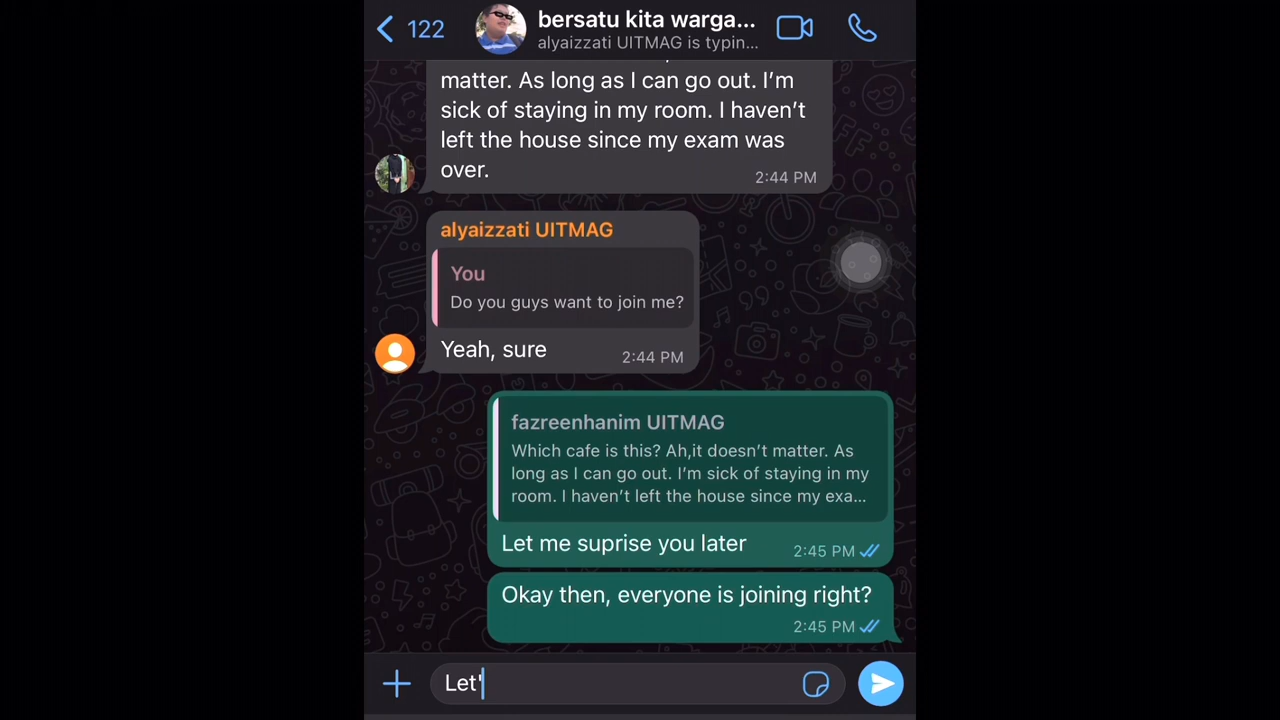 122
bersatu kita warga...
alyaizzati UITMAG is typin...
matter. As long as I can go out. I’m
sick of staying in my room. I haven’t
left the house since my exam was
over.
2:44 PM
alyaizzati UITMAG
You
Do you guys want to join me?
Yeah, sure
2:44 PM
fazreenhanim UITMAG
Which cafe is this? Ah,it doesn’t matter. As
long as I can go out. I’m sick of staying in my
room. I haven’t left the house since my exa...
Let me suprise you later
2:45 PM
Okay then, everyone is joining right?
2:45 PM
Let'